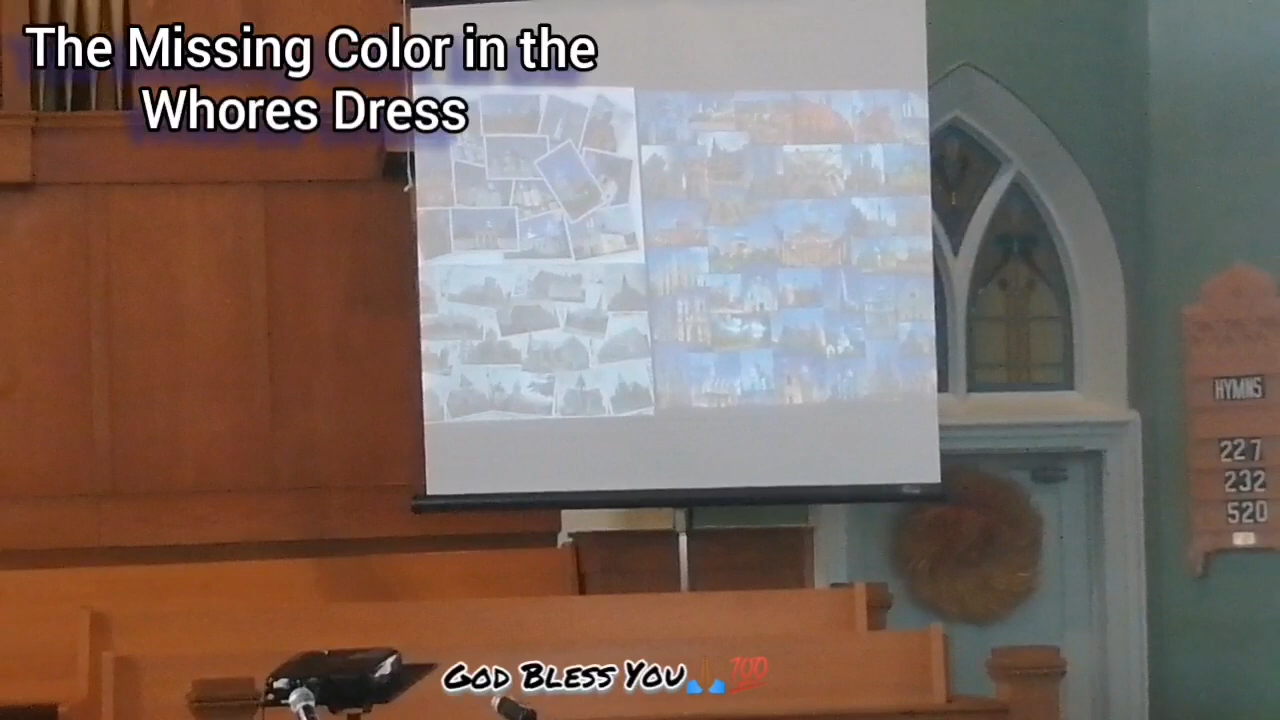 The Missing Color in the
Whores Dress
HYMNS
227
232
520
GOD BLESS YOU🙏🏾💯